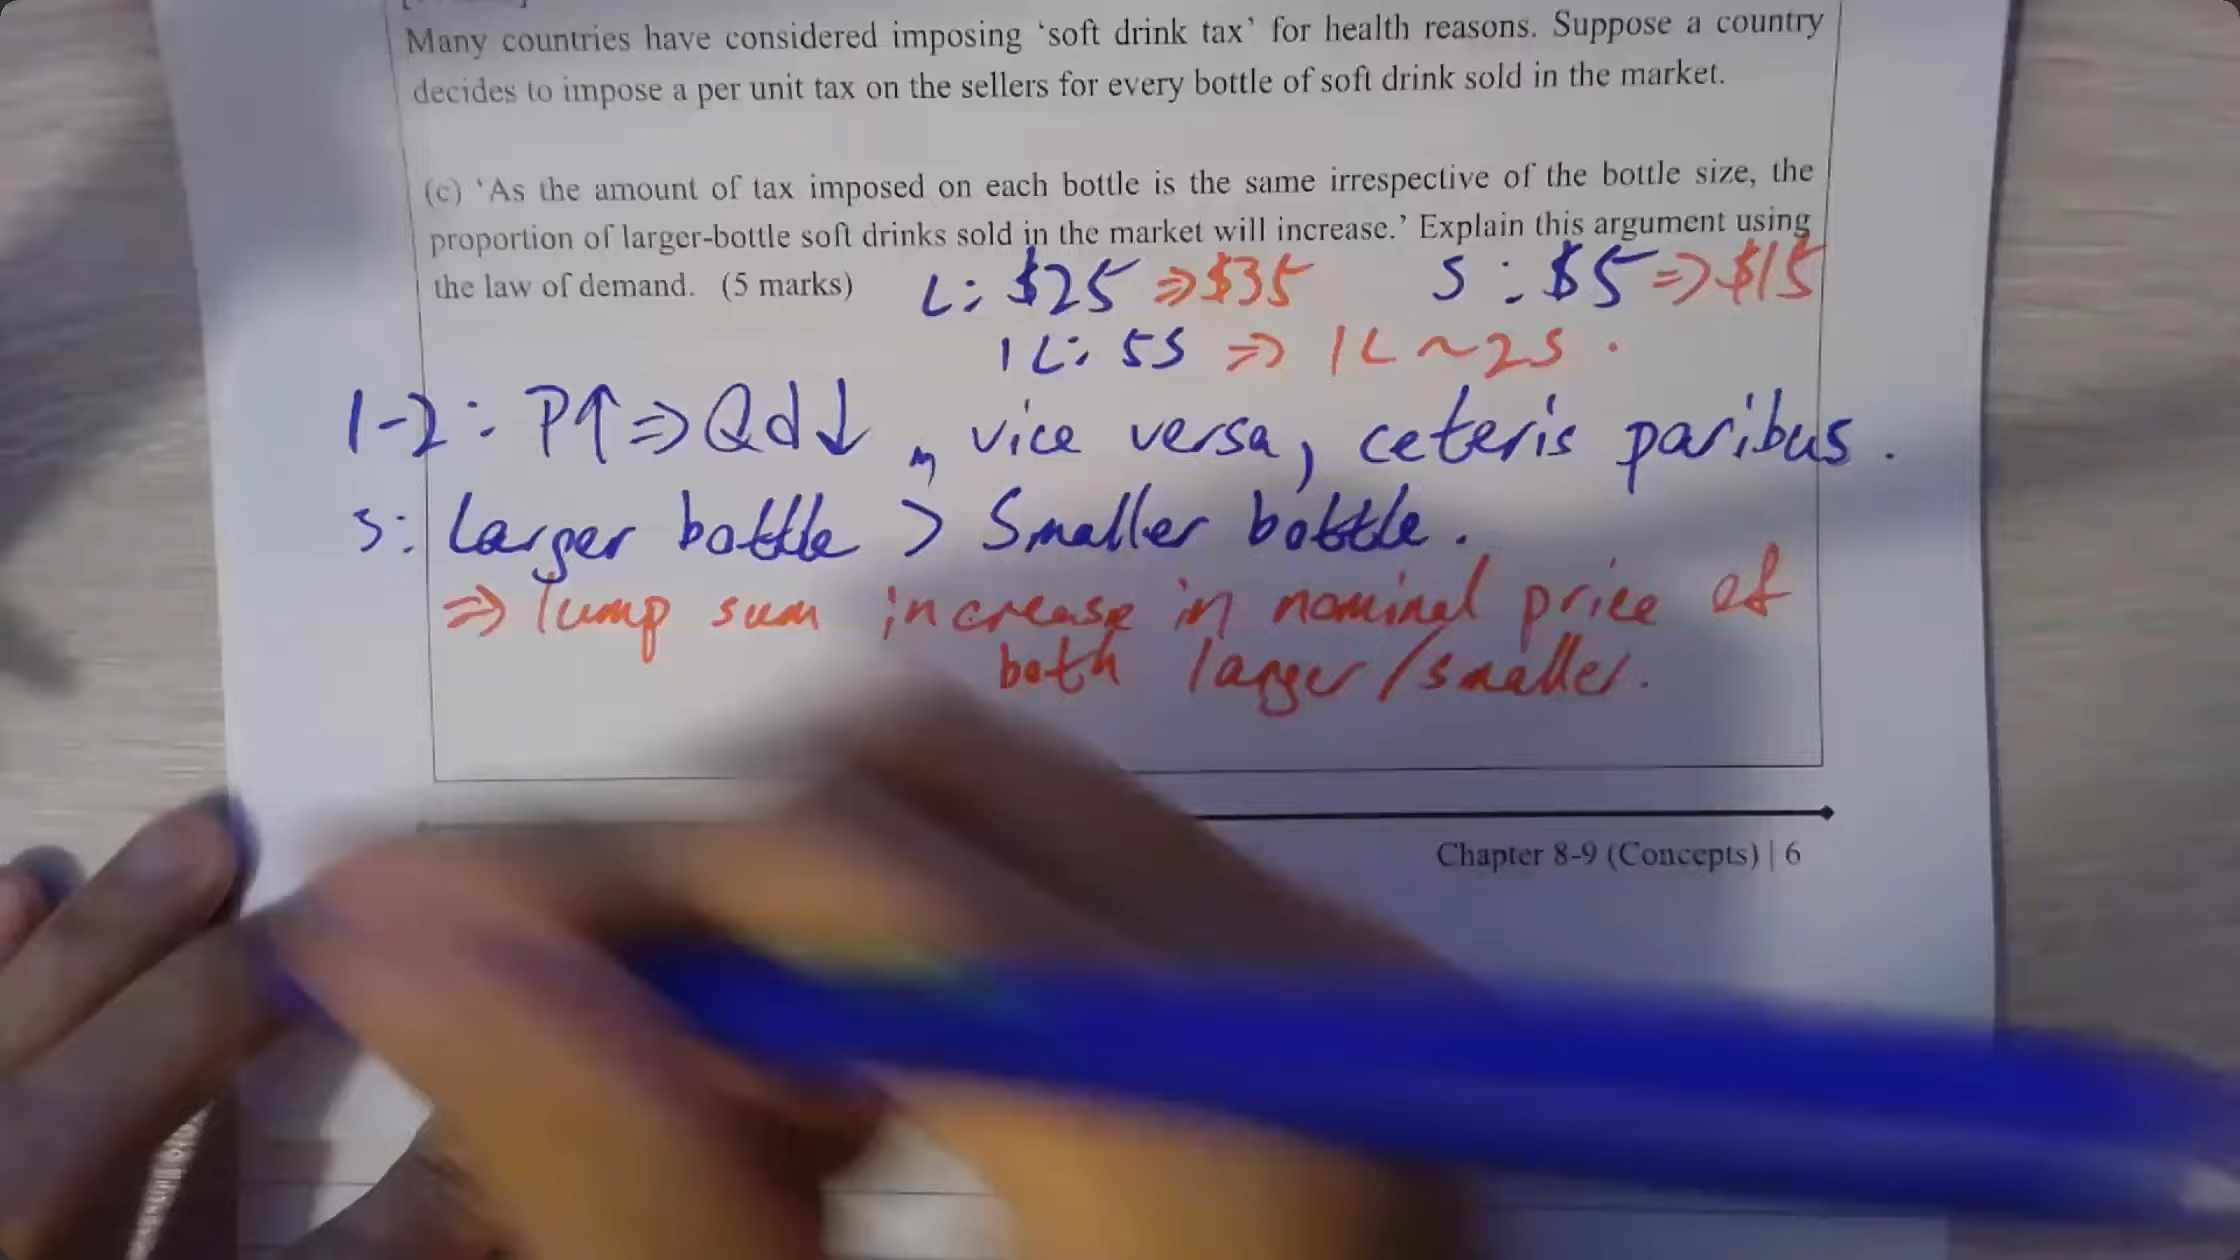 Many countries have considered imposing ‘soft drink tax’ for health reasons. Suppose a country
decides to impose a per unit tax on the sellers for every bottle of soft drink sold in the market.
(c) ‘As the amount of tax imposed on each bottle is the same irrespective of the bottle size, the
proportion of larger-bottle soft drinks sold in the market will increase.’ Explain this argument using
the law of demand. (5 marks) L: $25 ⇒ $35 S: $5 ⇒ $15
1L: 5S ⇒ 1L ~ 2S.
1-2: P↑ ⇒ Qd↓, vice versa, ceteris paribus.
3: Larger bottle > Smaller bottle.
⇒ lump sum increase in nominal price of
both larger/smaller.
Chapter 8-9 (Concepts) | 6